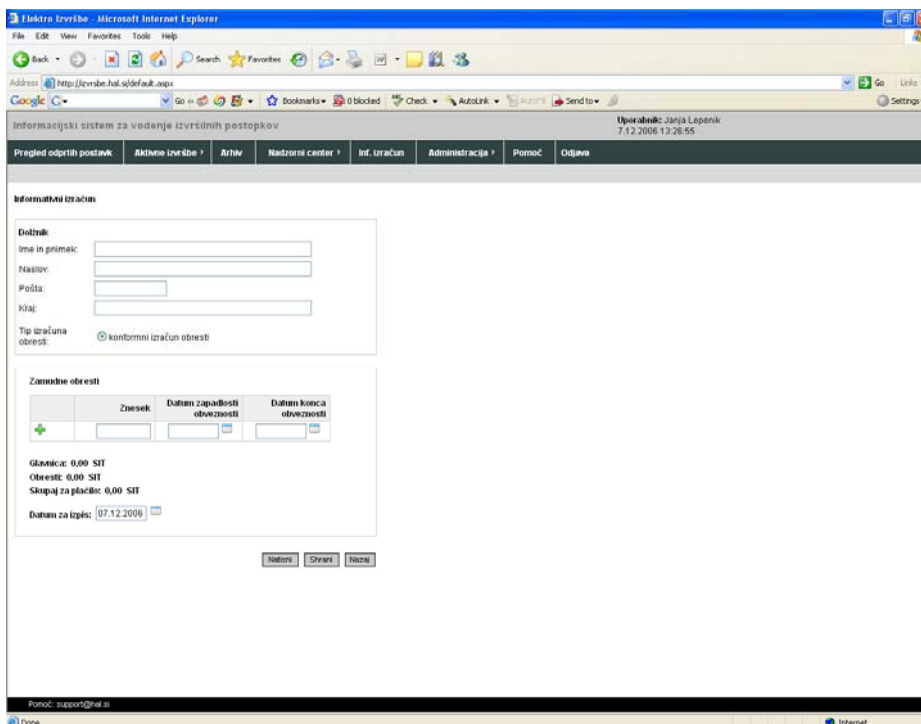 Elektro Izvršbe - Microsoft Internet Explorer
File Edit View Favorites Tools Help
Back Search Favorites
Address http://izvrsbe.hal.si/default.aspx Go Links
Google G Go Bookmarks 0 blocked Check AutoLink AutoFill Send to Settings
Informacijski sistem za vodenje izvršilnih postopkov
Uporabnik: Janja Lepenik
7.12.2006 13:26:55
Pregled odprtih postavk Aktivne izvršbe Arhiv Nadzorni center Inf. izračun Administracija Pomoč Odjava
Informativni izračun
Dolžnik
Ime in priimek:
Naslov:
Pošta:
Kraj:
Tip izračuna
obresti:
konformni izračun obresti
Zamudne obresti
Znesek
Datum zapadlosti
obveznosti
Datum konca
obveznosti
Glavnica: 0,00 SIT
Obresti: 0,00 SIT
Skupaj za plačilo: 0,00 SIT
Datum za izpis: 07.12.2006
Natisni Shrani Nazaj
Pomoč: support@hal.si
Done Internet